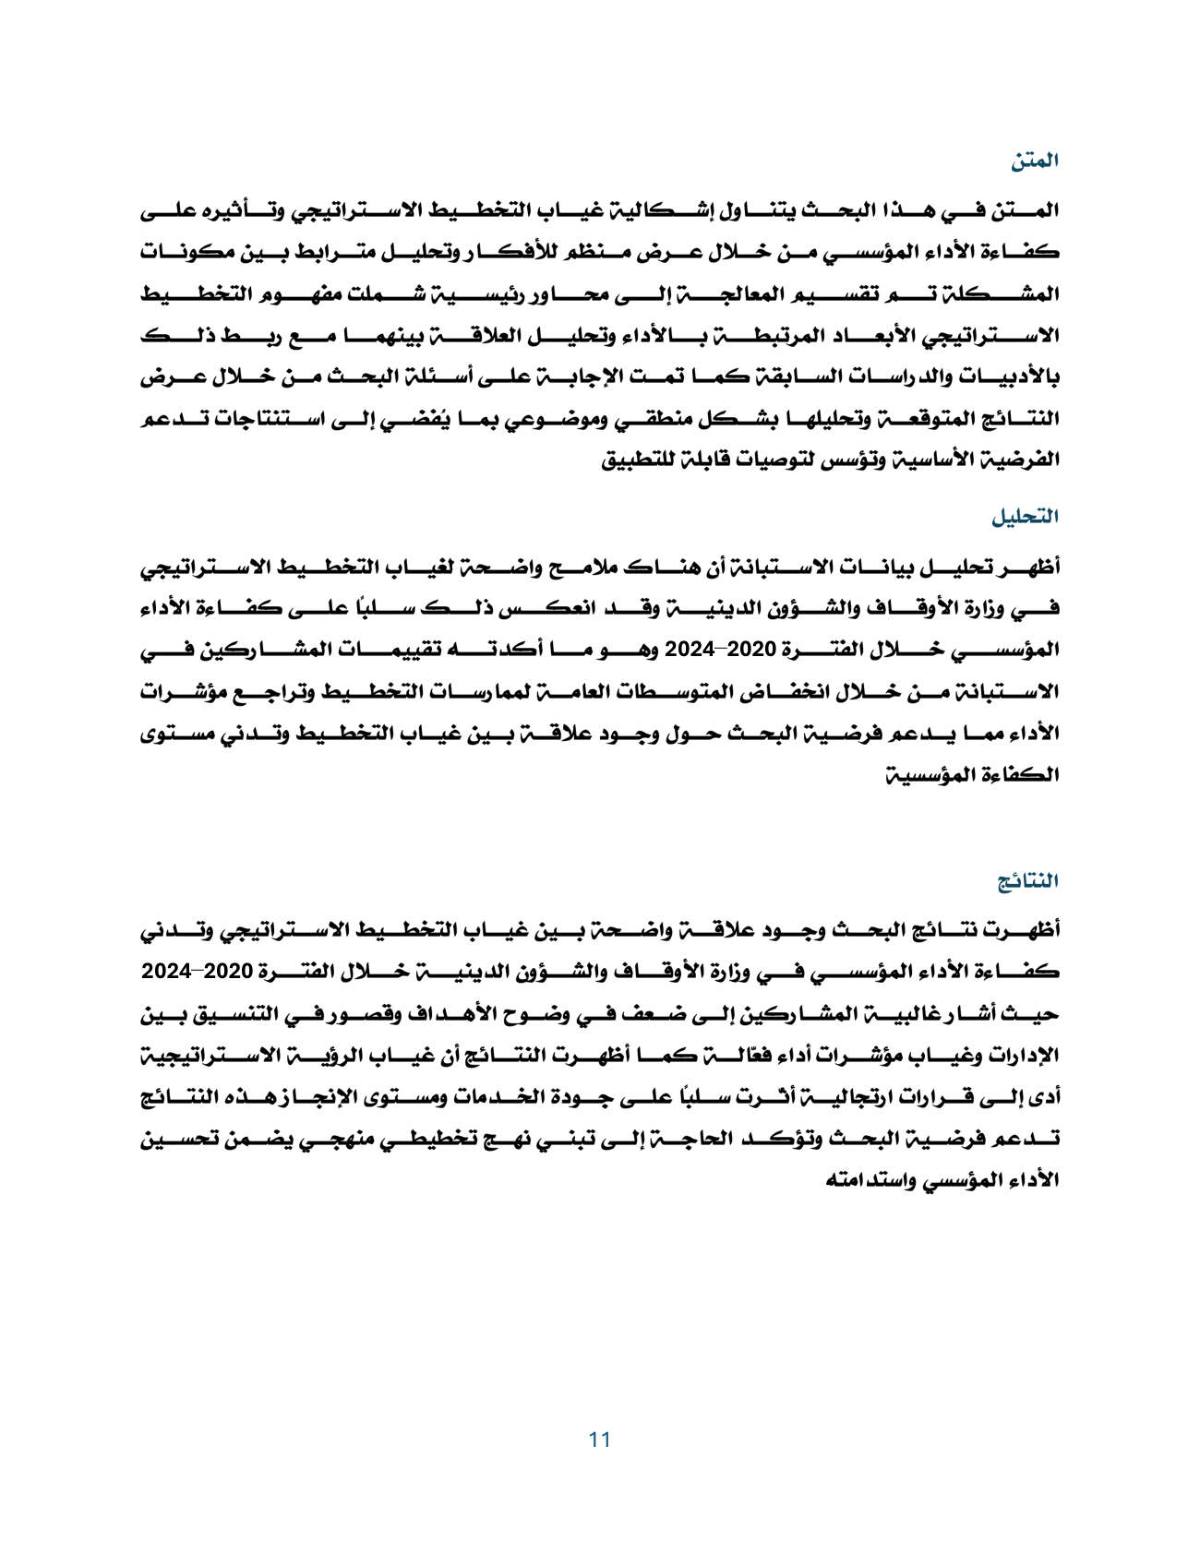 المتن
المتن في هذا البحث يتناول إشكالية غياب التخطيط الاستراتيجي وتأثيره على
كفاءة الأداء المؤسسي من خلال عرض منظم للأفكار وتحليل مترابط بين مكونات
المشكلة تم تقسيم المعالجة إلى محاور رئيسية شملت مفهوم التخطيط
الاستراتيجي الأبعاد المرتبطة بالأداء وتحليل العلاقة بينهما مع ربط ذلك
بالأدبيات والدراسات السابقة كما تمت الإجابة على أسئلة البحث من خلال عرض
النتائج المتوقعة وتحليلها بشكل منطقي وموضوعي بما يُفضي إلى استنتاجات تدعم
الفرضية الأساسية وتؤسس لتوصيات قابلة للتطبيق
التحليل
أظهر تحليل بيانات الاستبانة أن هناك ملامح واضحة لغياب التخطيط الاستراتيجي
في وزارة الأوقاف والشؤون الدينية وقد انعكس ذلك سلبًا على كفاءة الأداء
المؤسسي خلال الفترة 2020–2024 وهو ما أكدته تقييمات المشاركين في
الاستبانة من خلال انخفاض المتوسطات العامة لممارسات التخطيط وتراجع مؤشرات
الأداء مما يدعم فرضية البحث حول وجود علاقة بين غياب التخطيط وتدني مستوى
الكفاءة المؤسسية
النتائج
أظهرت نتائج البحث وجود علاقة واضحة بين غياب التخطيط الاستراتيجي وتدني
كفاءة الأداء المؤسسي في وزارة الأوقاف والشؤون الدينية خلال الفترة 2020–2024
حيث أشار غالبية المشاركين إلى ضعف في وضوح الأهداف وقصور في التنسيق بين
الإدارات وغياب مؤشرات أداء فعّالة كما أظهرت النتائج أن غياب الرؤية الاستراتيجية
أدى إلى قرارات ارتجالية أثرت سلبًا على جودة الخدمات ومستوى الإنجاز هذه النتائج
تدعم فرضية البحث وتؤكد الحاجة إلى تبني نهج تخطيطي منهجي يضمن تحسين
الأداء المؤسسي واستدامته
11